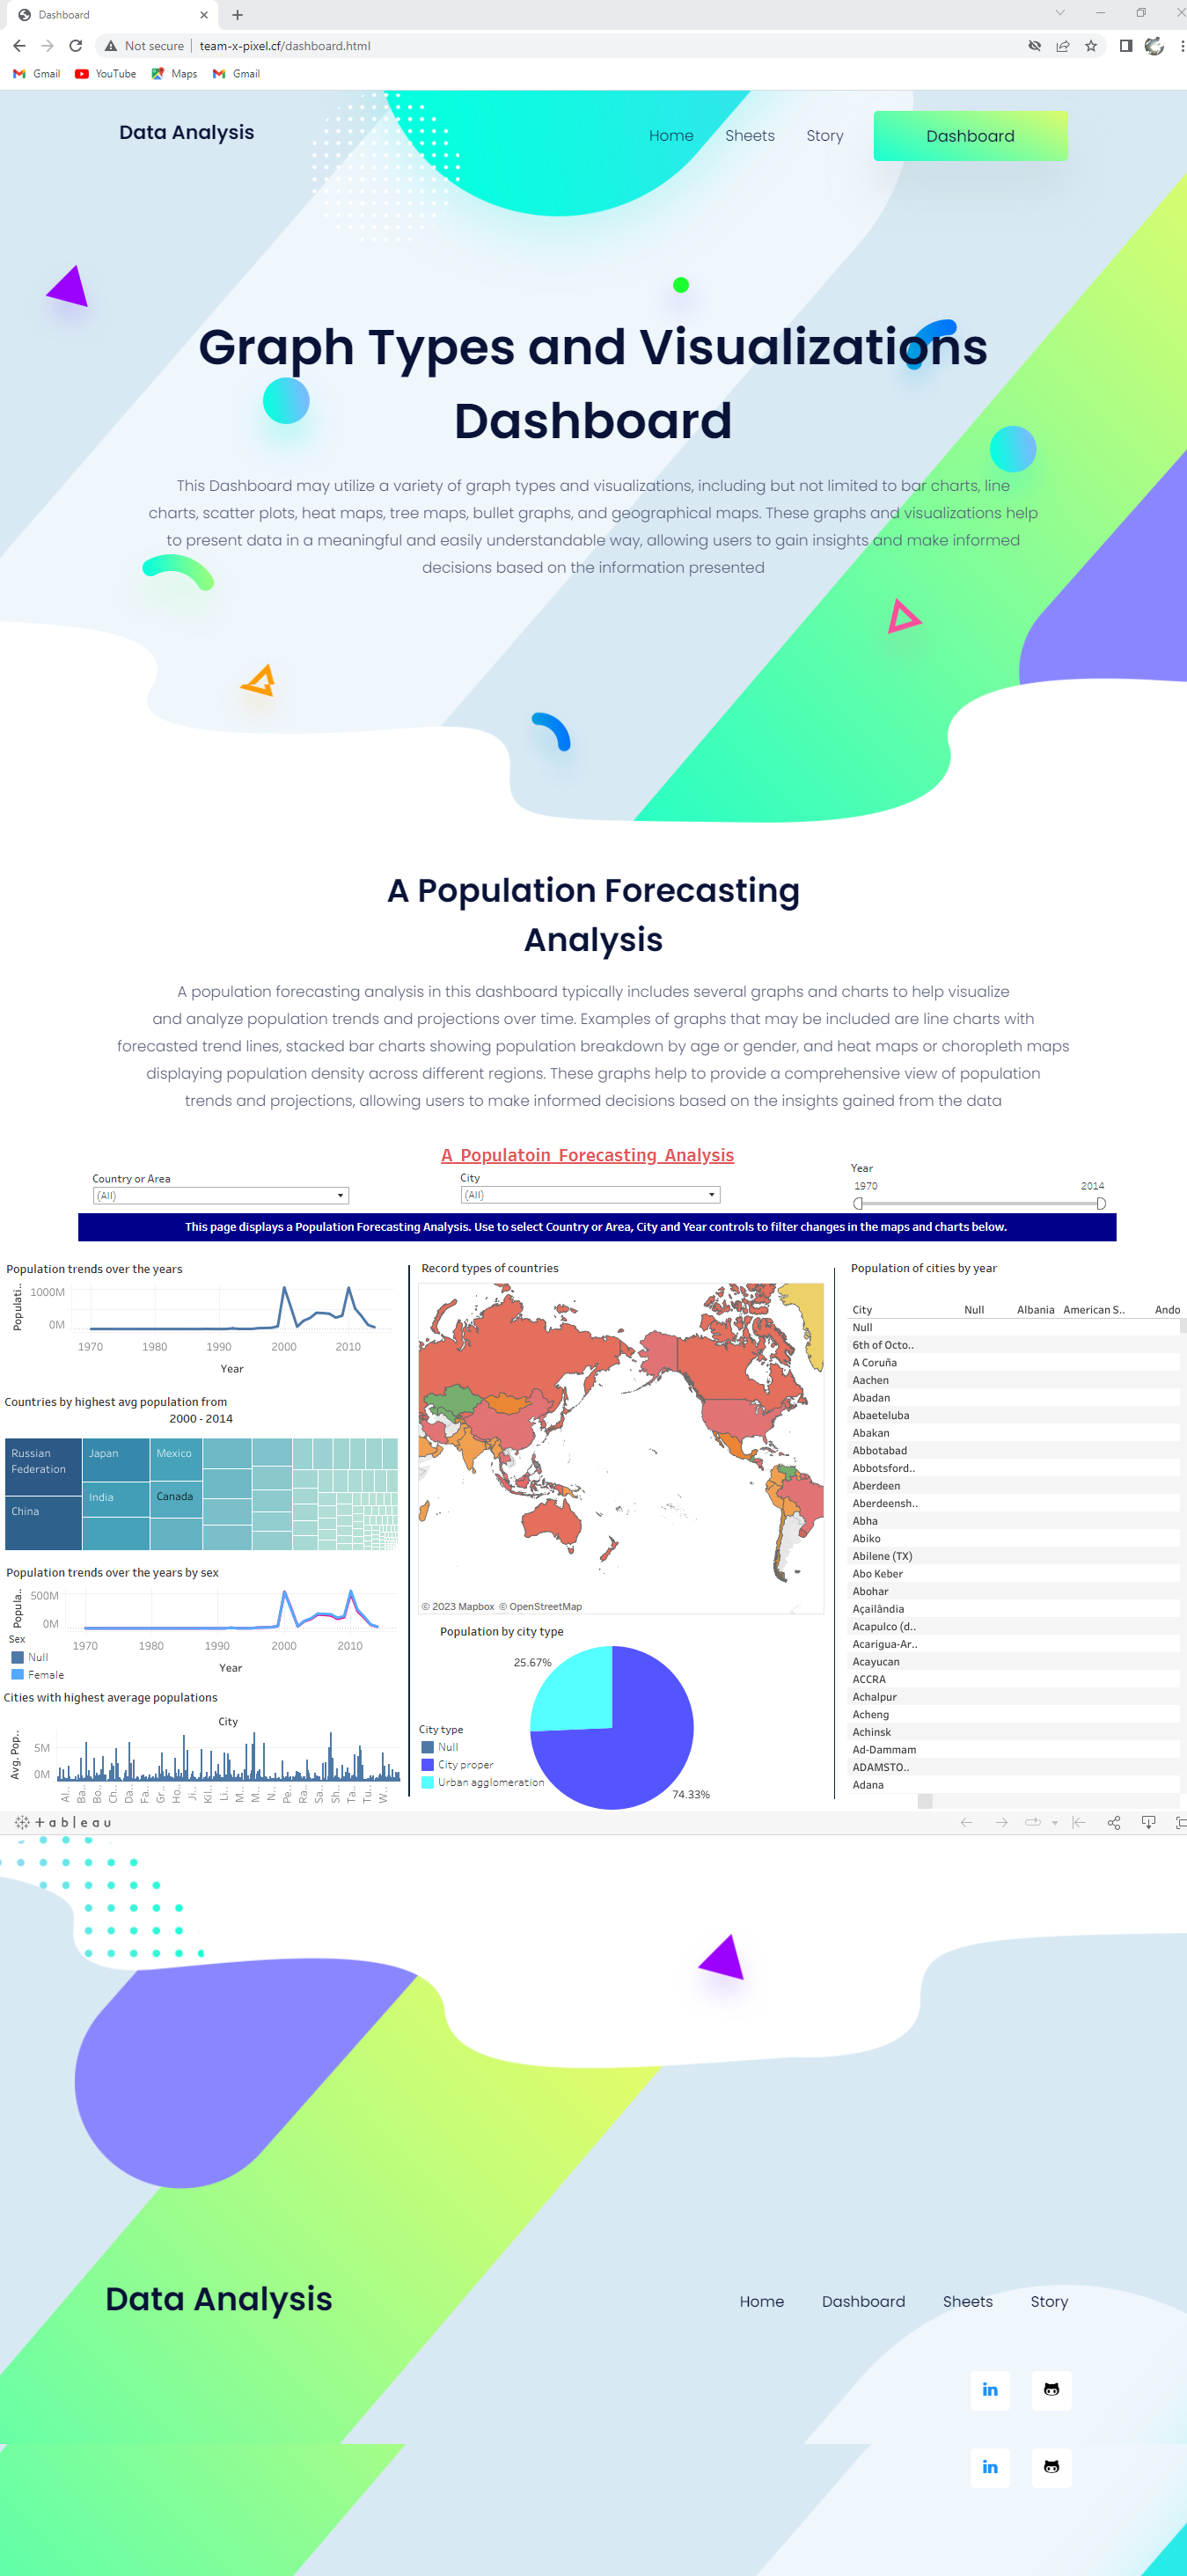 Dashboard
Not secure
team-x-pixel.cf/dashboard.html
Gmail
YouTube
Maps
Gmail
Data Analysis
Home
Sheets
Story
Dashboard
Graph Types and Visualizations
Dashboard
This Dashboard may utilize a variety of graph types and visualizations, including but not limited to bar charts, line
charts, scatter plots, heat maps, tree maps, bullet graphs, and geographical maps. These graphs and visualizations help
to present data in a meaningful and easily understandable way, allowing users to gain insights and make informed
decisions based on the information presented
A Population Forecasting
Analysis
A population forecasting analysis in this dashboard typically includes several graphs and charts to help visualize
and analyze population trends and projections over time. Examples of graphs that may be included are line charts with
forecasted trend lines, stacked bar charts showing population breakdown by age or gender, and heat maps or choropleth maps
displaying population density across different regions. These graphs help to provide a comprehensive view of population
trends and projections, allowing users to make informed decisions based on the insights gained from the data
A Populatoin Forecasting Analysis
Country or Area
(All)
City
(All)
Year
1970
2014
This page displays a Population Forecasting Analysis. Use to select Country or Area, City and Year controls to filter changes in the maps and charts below.
Population trends over the years
Populati..
1000M
0M
1970
1980
1990
2000
2010
Year
Countries by highest avg population from
2000 - 2014
Russian
Federation
China
Japan
India
Mexico
Canada
Population trends over the years by sex
Popula..
500M
0M
1970
1980
1990
2000
2010
Year
Sex
Null
Female
Cities with highest average populations
City
Avg. Pop..
5M
0M
Al..
Ba..
Bo..
Ch..
Da..
Fa..
Gr..
Ho..
Ji..
Kil..
Li..
M..
M..
N..
Pe..
Ra..
Sa..
Sh..
Ta..
Tu..
W..
Record types of countries
© 2023 Mapbox © OpenStreetMap
Population by city type
25.67%
74.33%
City type
Null
City proper
Urban agglomeration
Population of cities by year
City
Null
Albania
American S..
Ando
Null
6th of Octo..
A Coruña
Aachen
Abadan
Abaeteluba
Abakan
Abbotabad
Abbotsford..
Aberdeen
Aberdeensh..
Abha
Abiko
Abilene (TX)
Abo Keber
Abohar
Açailândia
Acapulco (d..
Acarigua-Ar..
Acayucan
ACCRA
Achalpur
Acheng
Achinsk
Ad-Dammam
ADAMSTO..
Adana
+ a b l e a u
Data Analysis
Home
Dashboard
Sheets
Story
in
in